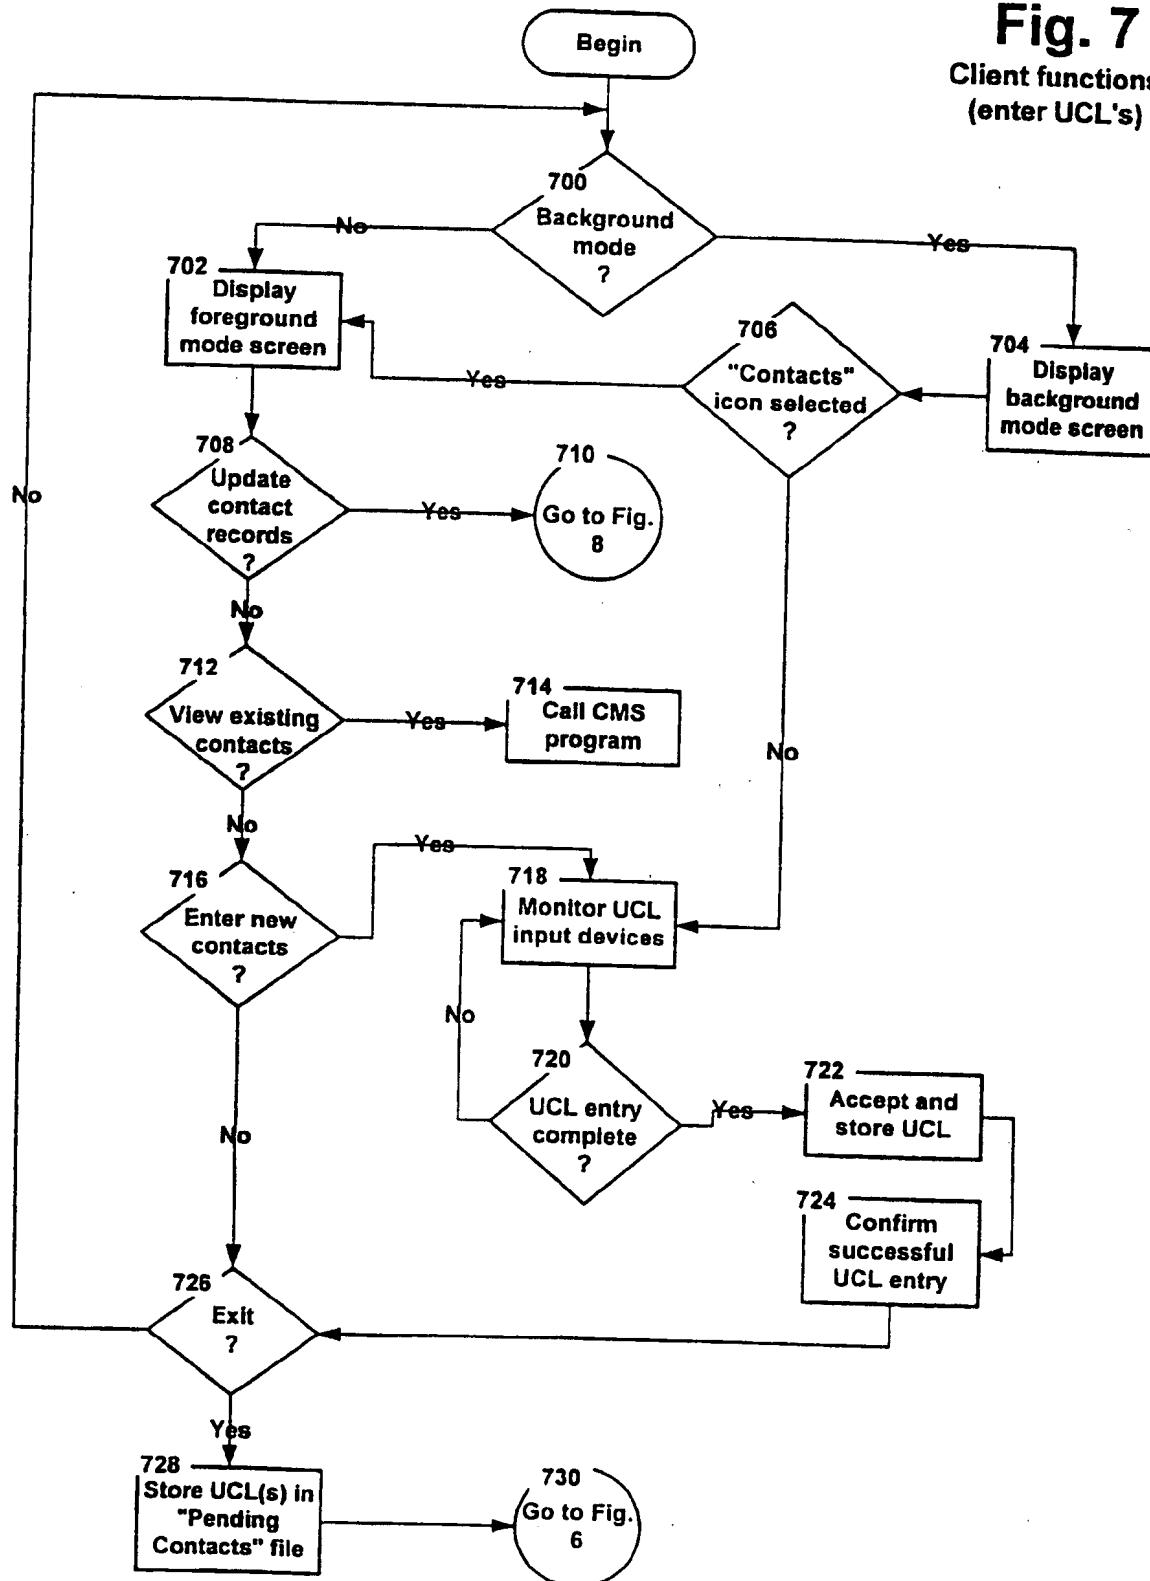 Fig. 7
Client functions
(enter UCL's)
Begin
700
Background
mode
?
No
Yes
702
Display
foreground
mode screen
706
"Contacts"
icon selected
?
Yes
704
Display
background
mode screen
708
Update
contact
records
?
Yes
710
Go to Fig.
8
No
No
712
View existing
contacts
?
Yes
714
Call CMS
program
No
No
716
Enter new
contacts
?
Yes
718
Monitor UCL
input devices
No
720
UCL entry
complete
?
Yes
722
Accept and
store UCL
No
724
Confirm
successful
UCL entry
726
Exit
?
Yes
728
Store UCL(s) in
"Pending
Contacts" file
730
Go to Fig.
6